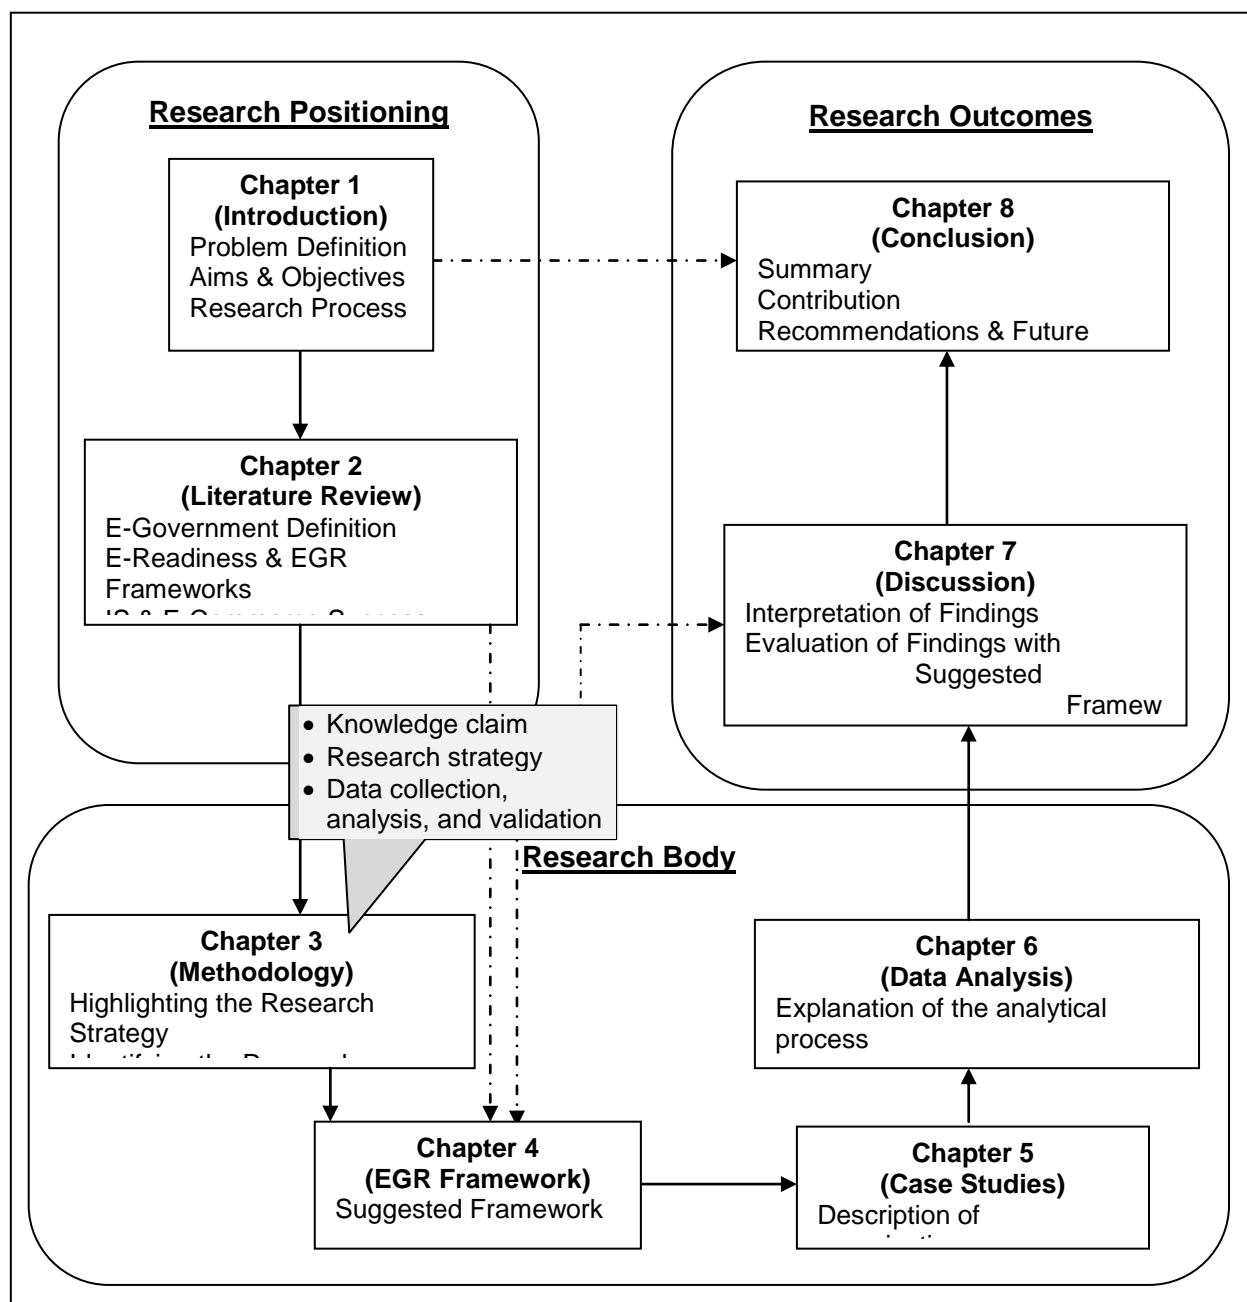 Research Positioning
Chapter 1
(Introduction)
Problem Definition
Aims & Objectives
Research Process
Chapter 2
(Literature Review)
E-Government Definition
E-Readiness & EGR
Frameworks
• Knowledge claim
• Research strategy
• Data collection,
analysis, and validation
Research Body
Chapter 3
(Methodology)
Highlighting the Research
Strategy
Chapter 4
(EGR Framework)
Suggested Framework
Chapter 5
(Case Studies)
Description of
Chapter 6
(Data Analysis)
Explanation of the analytical
process
Research Outcomes
Chapter 7
(Discussion)
Interpretation of Findings
Evaluation of Findings with
Suggested
Framew
Chapter 8
(Conclusion)
Summary
Contribution
Recommendations & Future